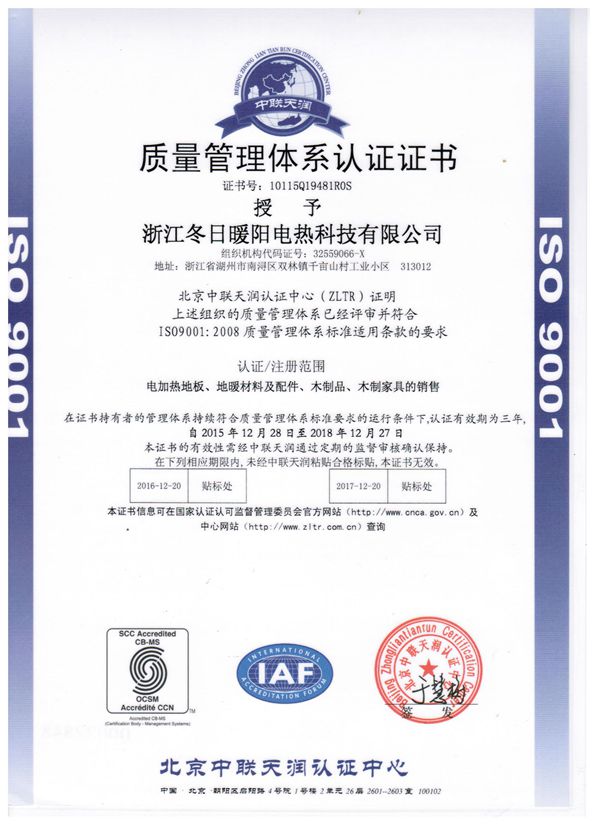 BEIJING ZHONG LIAN TIAN RUN CERTIFICATION CENTER
中联天润
质量管理体系认证证书
证书号：10115Q19481R0S
授 予
浙江冬日暖阳电热科技有限公司
组织机构代码证号：32559066-X
地址：浙江省湖州市南浔区双林镇千亩山村工业小区 313012
北京中联天润认证中心（ZLTR）证明
上述组织的质量管理体系已经评审并符合
ISO9001:2008 质量管理体系标准适用条款的要求
认证/注册范围
电加热地板、地暖材料及配件、木制品、木制家具的销售
在证书持有者的管理体系持续符合质量管理体系标准要求的运行条件下,认证有效期为三年,
自 2015 年 12 月 28 日至 2018 年 12 月 27 日
本证书的有效性需经中联天润通过定期的监督审核确认保持。
在下列相应期限内,未经中联天润粘贴合格标贴,本证书无效。
2016-12-20 贴标处
2017-12-20 贴标处
本证书信息可在国家认证认可监督管理委员会官方网站（http://www.cnca.gov.cn）及
中心网站（http://www.zltr.com.cn）查询
ISO 9001
ISO 9001
SCC Accredited
CB-MS
OCSM
Accrédité CCN
TM
Accredited CB-MS
(Certification Body - Management Systems)
INTERNATIONAL
IAF
ACCREDITATION FORUM
Beijing Zhongliantianrun Certification Center
北京中联天润认证中心
签 发
北京中联天润认证中心
中国 · 北京 · 朝阳区启阳路 4 号院 1 号楼 2 单元 26 层 2601-2603 室 100102